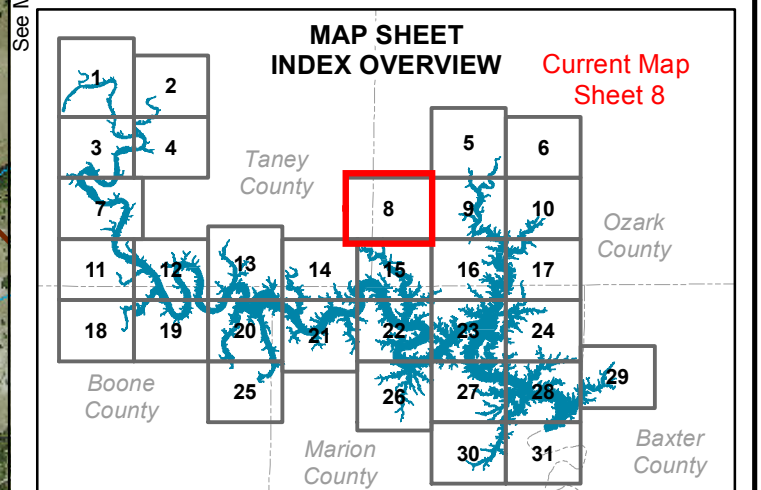 See
MAP SHEET
INDEX OVERVIEW
Current Map
Sheet 8
1
2
3
4
Taney
County
5
6
7
8
9
10
Ozark
County
11
12
13
14
15
16
17
18
19
20
21
22
23
24
Boone
County
25
26
27
28
29
Marion
County
30
31
Baxter
County